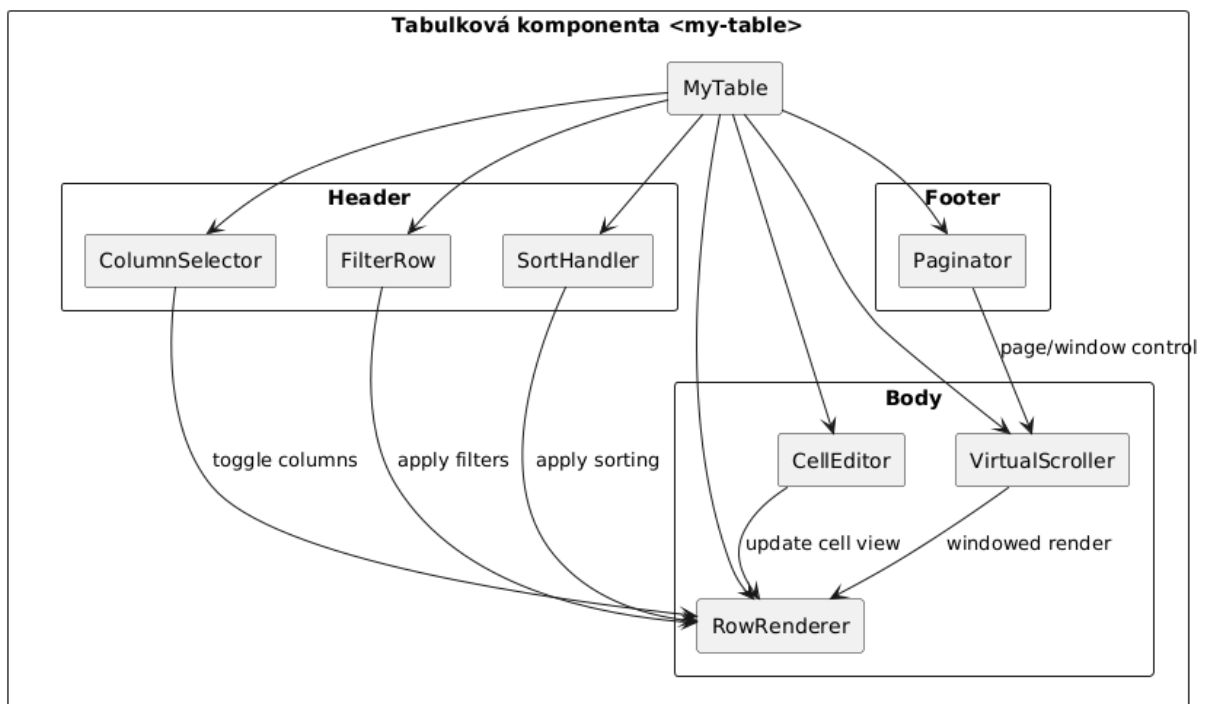 Tabulková komponenta <my-table>
MyTable
Header
Footer
ColumnSelector
FilterRow
SortHandler
Paginator
page/window control
Body
toggle columns
apply filters
apply sorting
CellEditor
VirtualScroller
update cell view
windowed render
RowRenderer